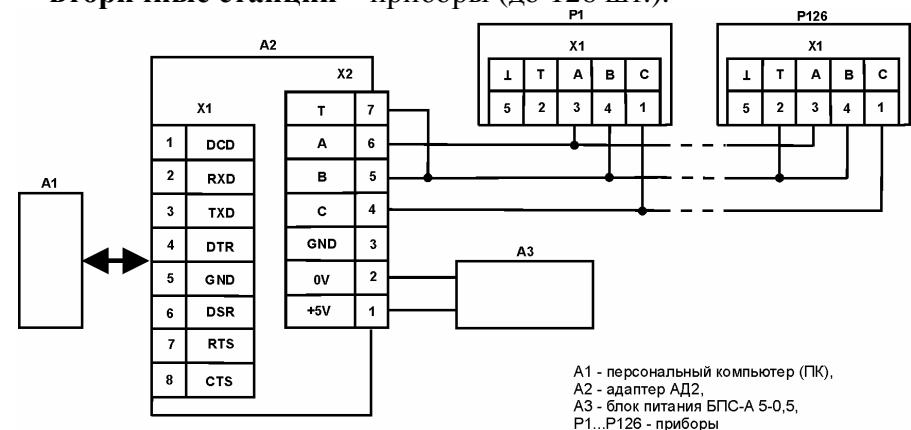 вторичные станции – приборы (до 126 шт.).
P1
P126
A2
X1
X1
⊥ T A B C
⊥ T A B C
5 2 3 4 1
5 2 3 4 1
X2
X1
T 7
A 6
B 5
C 4
GND 3
0V 2
+5V 1
1 DCD
2 RXD
3 TXD
4 DTR
5 GND
6 DSR
7 RTS
8 CTS
A1
A3
A1 - персональный компьютер (ПК),
A2 - адаптер АД2,
A3 - блок питания БПС-А 5-0,5,
P1...P126 - приборы